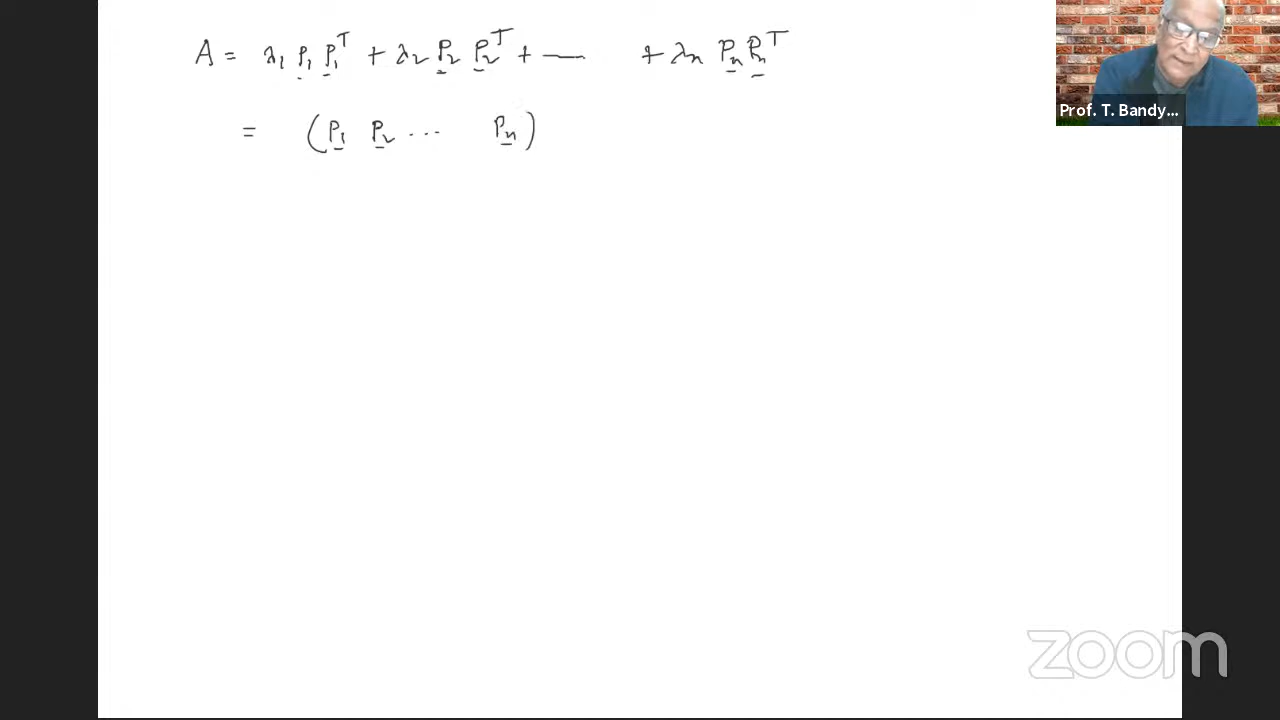 A = λ₁ P₁ P₁ᵀ + λ₂ P₂ P₂ᵀ + — + λₙ Pₙ Pₙᵀ
= (P₁ P₂ ... Pₙ)
Prof. T. Bandy...
zoom